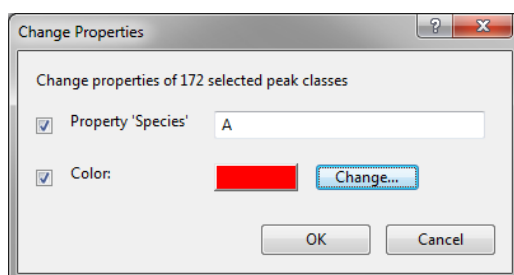 Change Properties
?
Change properties of 172 selected peak classes
Property 'Species' A
Color: Change...
OK Cancel